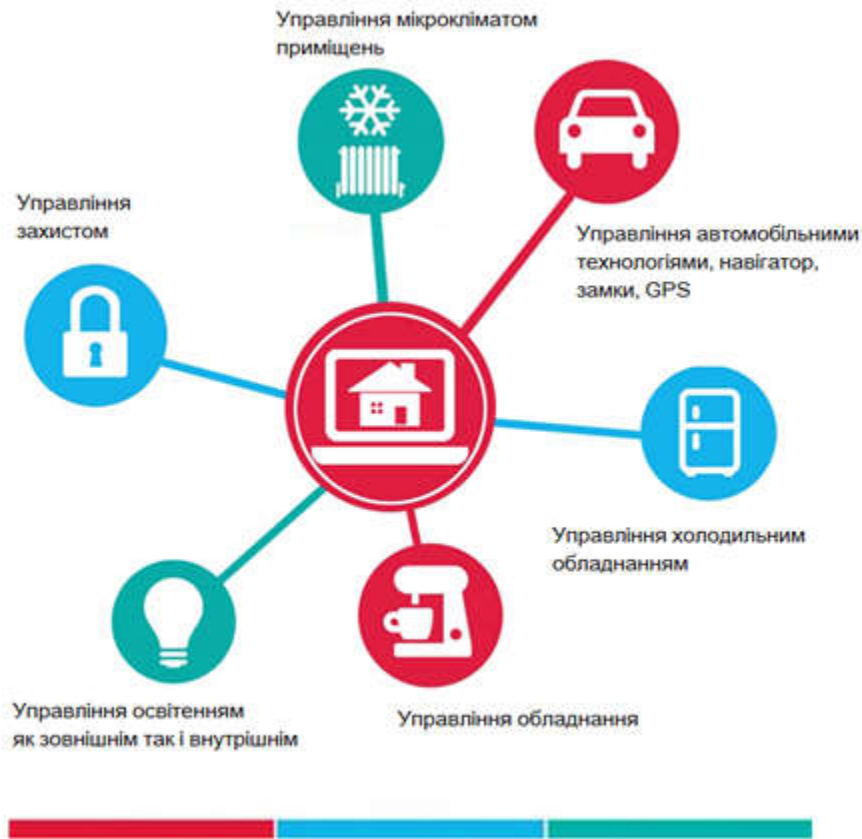 Управління мікрокліматом
приміщень
Управління
захистом
Управління автомобільними
технологіями, навігатор,
замки, GPS
Управління холодильним
обладнанням
Управління освітенням
як зовнішнім так і внутрішнім
Управління обладнання